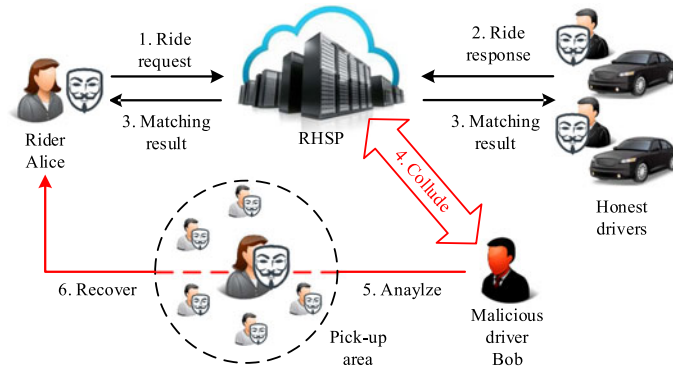 1. Ride
request
2. Ride
response
3. Matching
result
3. Matching
result
Rider
Alice
RHSP
4. Collude
Honest
drivers
6. Recover
5. Anaylze
Pick-up
area
Malicious
driver
Bob